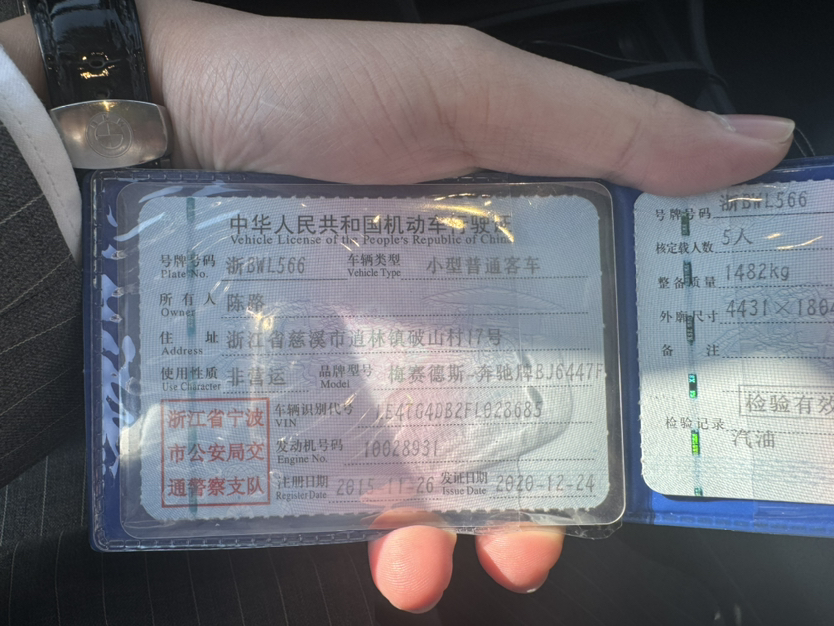 中华人民共和国机动车行驶证
Vehicle License of the People's Republic of China
号牌号码 浙BWL566 车辆类型 小型普通客车
Plate No. Vehicle Type
所有人 陈璐
Owner
住址 浙江省慈溪市道林镇破山村17号
Address
使用性质 非营运 品牌型号 梅赛德斯-奔驰牌BJ6447F
Use Character Model
浙江省宁波
市公安局交
通警察支队
车辆识别代号 LE47G4DB2FL028685
VIN
发动机号码 10028931
Engine No.
注册日期 2015-11-26 发证日期 2020-12-24
Register Date Issue Date
号牌号码 浙BWL566
核定载人数 5人
整备质量 1482kg
外廓尺寸 4431×1804
备注
检验有效
检验记录
汽油